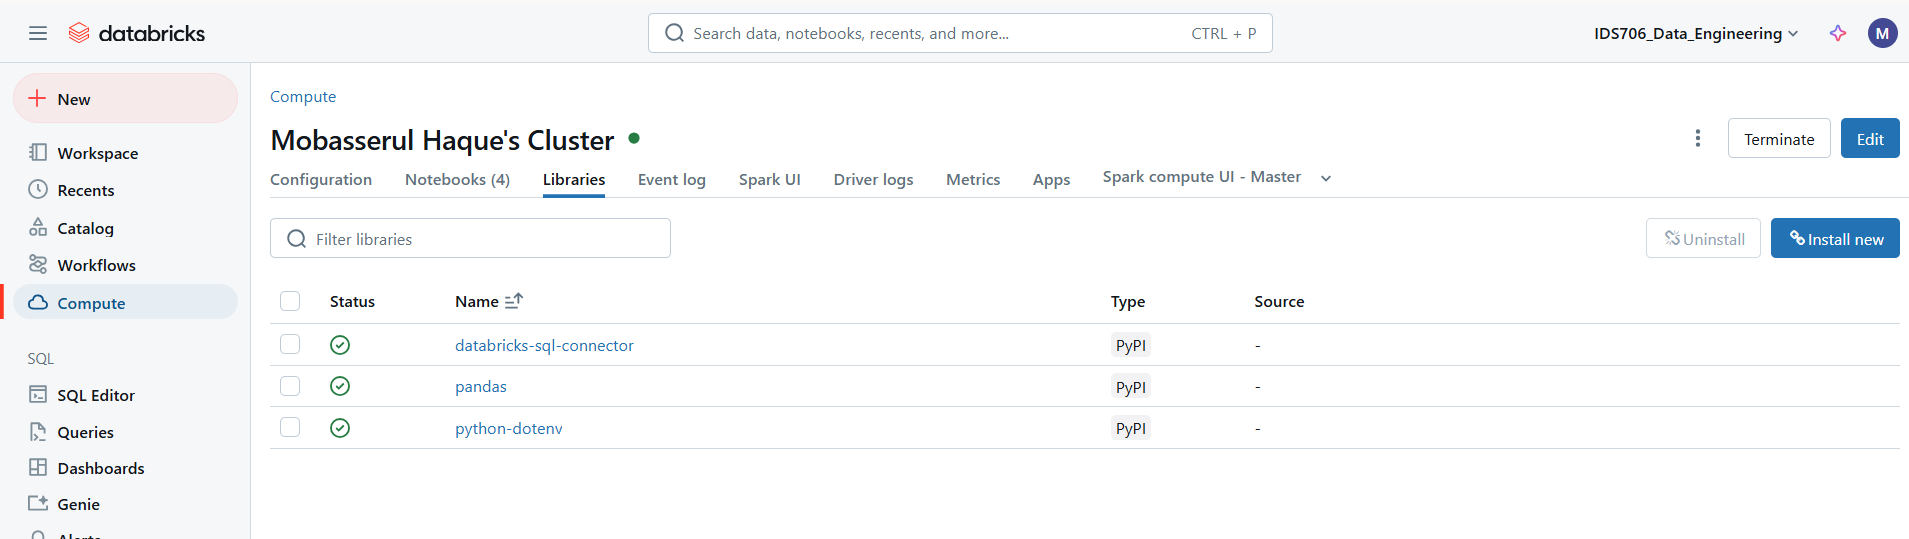 databricks
Search data, notebooks, recents, and more... CTRL + P
IDS706_Data_Engineering
M
New
Workspace
Recents
Catalog
Workflows
Compute
SQL
SQL Editor
Queries
Dashboards
Genie
Alerts
Compute
Mobasserul Haque's Cluster
Terminate Edit
Configuration Notebooks (4) Libraries Event log Spark UI Driver logs Metrics Apps Spark compute UI - Master
Filter libraries
Uninstall Install new
Status Name Type Source
databricks-sql-connector PyPI -
pandas PyPI -
python-dotenv PyPI -